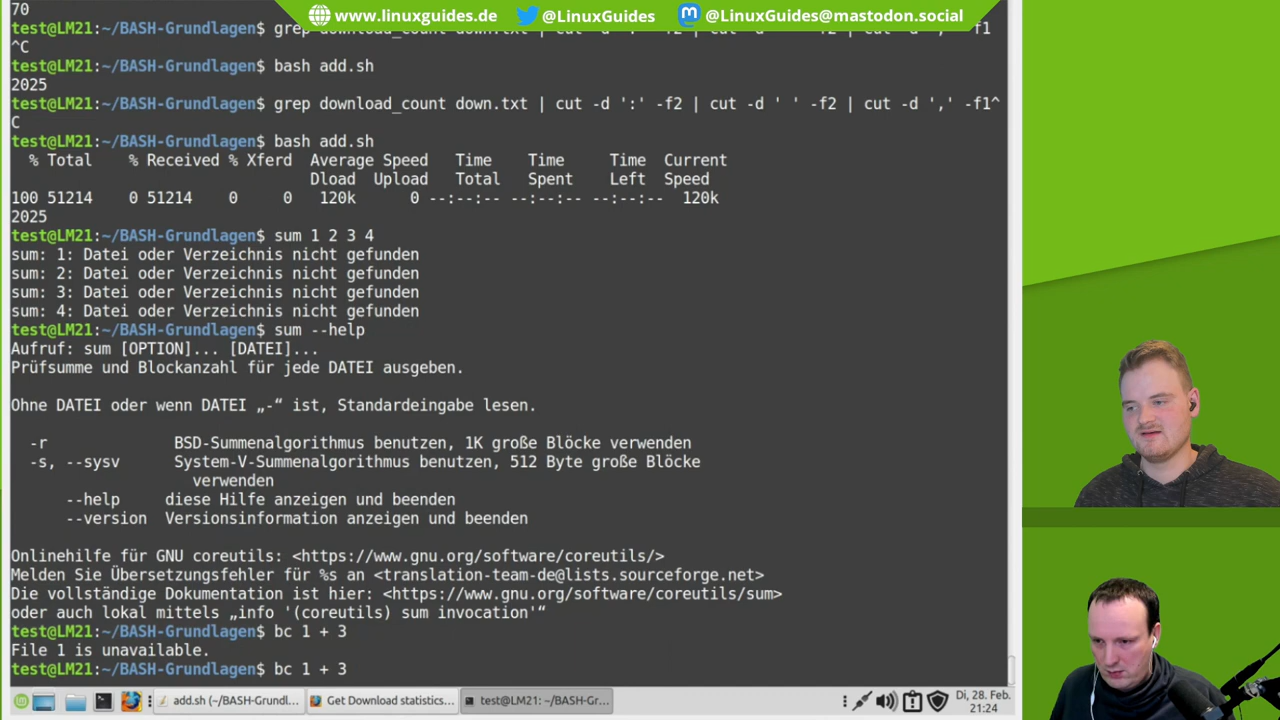 www.linuxguides.de @LinuxGuides @LinuxGuides@mastodon.social
70
test@LM21:~/BASH-Grundlagen$ grep download_count down.txt | cut -d ':' -f2 | cut -d ' ' -f2 | cut -d ',' -f1
^C
test@LM21:~/BASH-Grundlagen$ bash add.sh
2025
test@LM21:~/BASH-Grundlagen$ grep download_count down.txt | cut -d ':' -f2 | cut -d ' ' -f2 | cut -d ',' -f1^
C
test@LM21:~/BASH-Grundlagen$ bash add.sh
% Total % Received % Xferd Average Speed Time Time Time Current
Dload Upload Total Spent Left Speed
100 51214 0 51214 0 0 120k 0 --:--:-- --:--:-- --:--:-- 120k
2025
test@LM21:~/BASH-Grundlagen$ sum 1 2 3 4
sum: 1: Datei oder Verzeichnis nicht gefunden
sum: 2: Datei oder Verzeichnis nicht gefunden
sum: 3: Datei oder Verzeichnis nicht gefunden
sum: 4: Datei oder Verzeichnis nicht gefunden
test@LM21:~/BASH-Grundlagen$ sum --help
Aufruf: sum [OPTION]... [DATEI]...
Prüfsumme und Blockanzahl für jede DATEI ausgeben.
Ohne DATEI oder wenn DATEI „-“ ist, Standardeingabe lesen.
-r BSD-Summenalgorithmus benutzen, 1K große Blöcke verwenden
-s, --sysv System-V-Summenalgorithmus benutzen, 512 Byte große Blöcke
verwenden
--help diese Hilfe anzeigen und beenden
--version Versionsinformation anzeigen und beenden
Onlinehilfe für GNU coreutils: <https://www.gnu.org/software/coreutils/>
Melden Sie Übersetzungsfehler für %s an <translation-team-de@lists.sourceforge.net>
Die vollständige Dokumentation ist hier: <https://www.gnu.org/software/coreutils/sum>
oder auch lokal mittels „info '(coreutils) sum invocation'“
test@LM21:~/BASH-Grundlagen$ bc 1 + 3
File 1 is unavailable.
test@LM21:~/BASH-Grundlagen$ bc 1 + 3
add.sh (~/BASH-Grundl... Get Download statistics... test@LM21: ~/BASH-Gr... Di, 28. Feb.
21:24